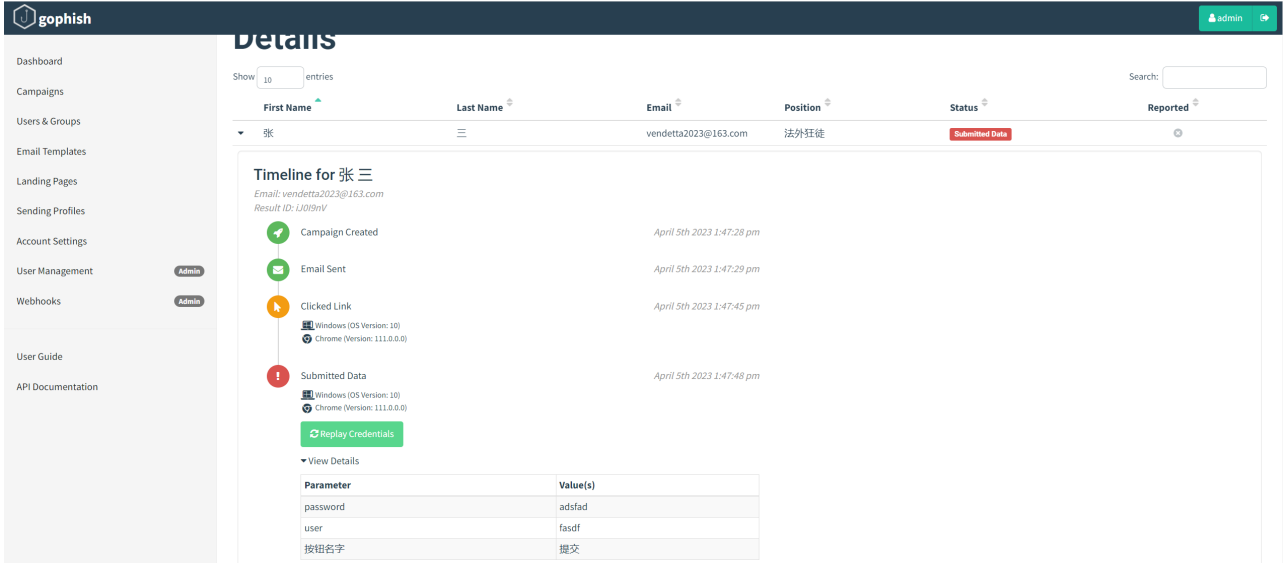 gophish
admin
Details
Dashboard
Campaigns
Users & Groups
Email Templates
Landing Pages
Sending Profiles
Account Settings
User Management Admin
Webhooks Admin
User Guide
API Documentation
Show 10 entries
Search:
First Name Last Name Email Position Status Reported
张 三 vendetta2023@163.com 法外狂徒 Submitted Data
Timeline for 张 三
Email: vendetta2023@163.com
Result ID: iJ0I9nV
Campaign Created April 5th 2023 1:47:28 pm
Email Sent April 5th 2023 1:47:29 pm
Clicked Link April 5th 2023 1:47:45 pm
Windows (OS Version: 10)
Chrome (Version: 111.0.0.0)
Submitted Data April 5th 2023 1:47:48 pm
Windows (OS Version: 10)
Chrome (Version: 111.0.0.0)
Replay Credentials
View Details
Parameter Value(s)
password adsfad
user fasdf
按钮名字 提交